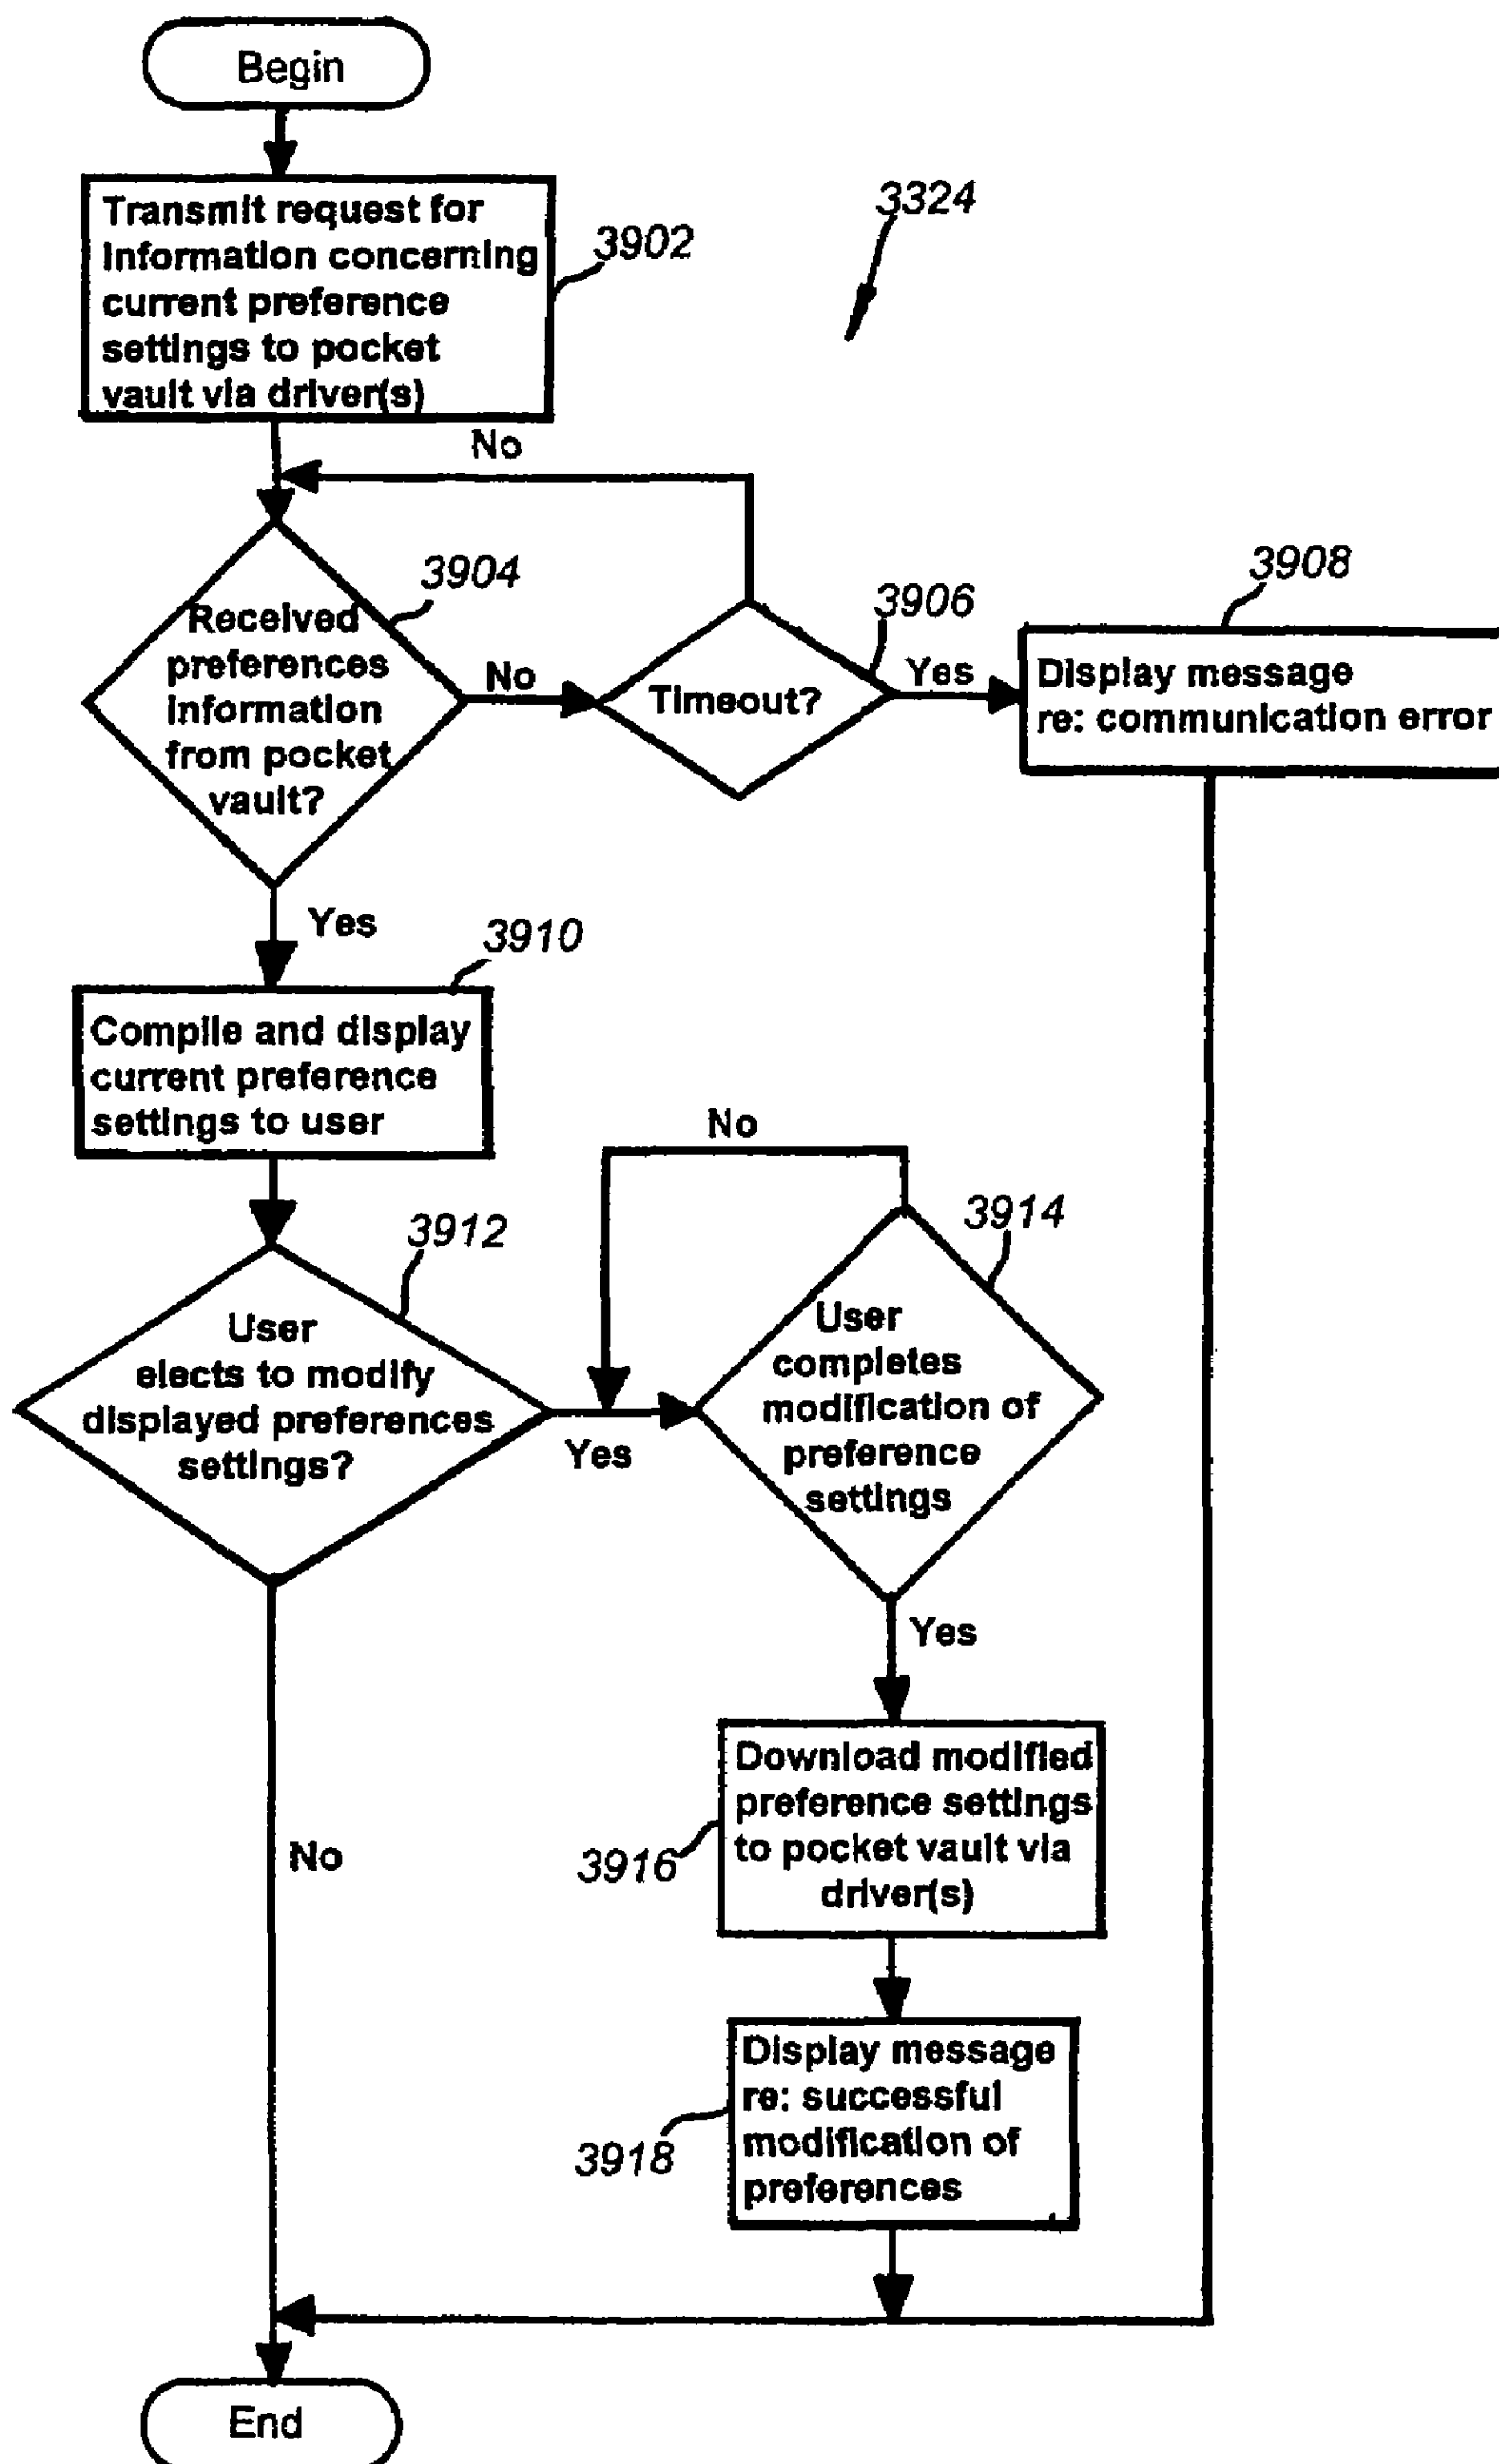 Begin
Transmit request for
information concerning
current preference
settings to pocket
vault via driver(s)
3902
3324
No
Received
preferences
information
from pocket
vault?
3904
No
Timeout?
3906
Yes
3908
Display message
re: communication error
Yes
3910
Compile and display
current preference
settings to user
No
3912
User
elects to modify
displayed preferences
settings?
Yes
3914
User
completes
modification of
preference
settings
Yes
No
Download modified
preference settings
to pocket vault via
driver(s)
3916
Display message
re: successful
modification of
preferences
3918
End